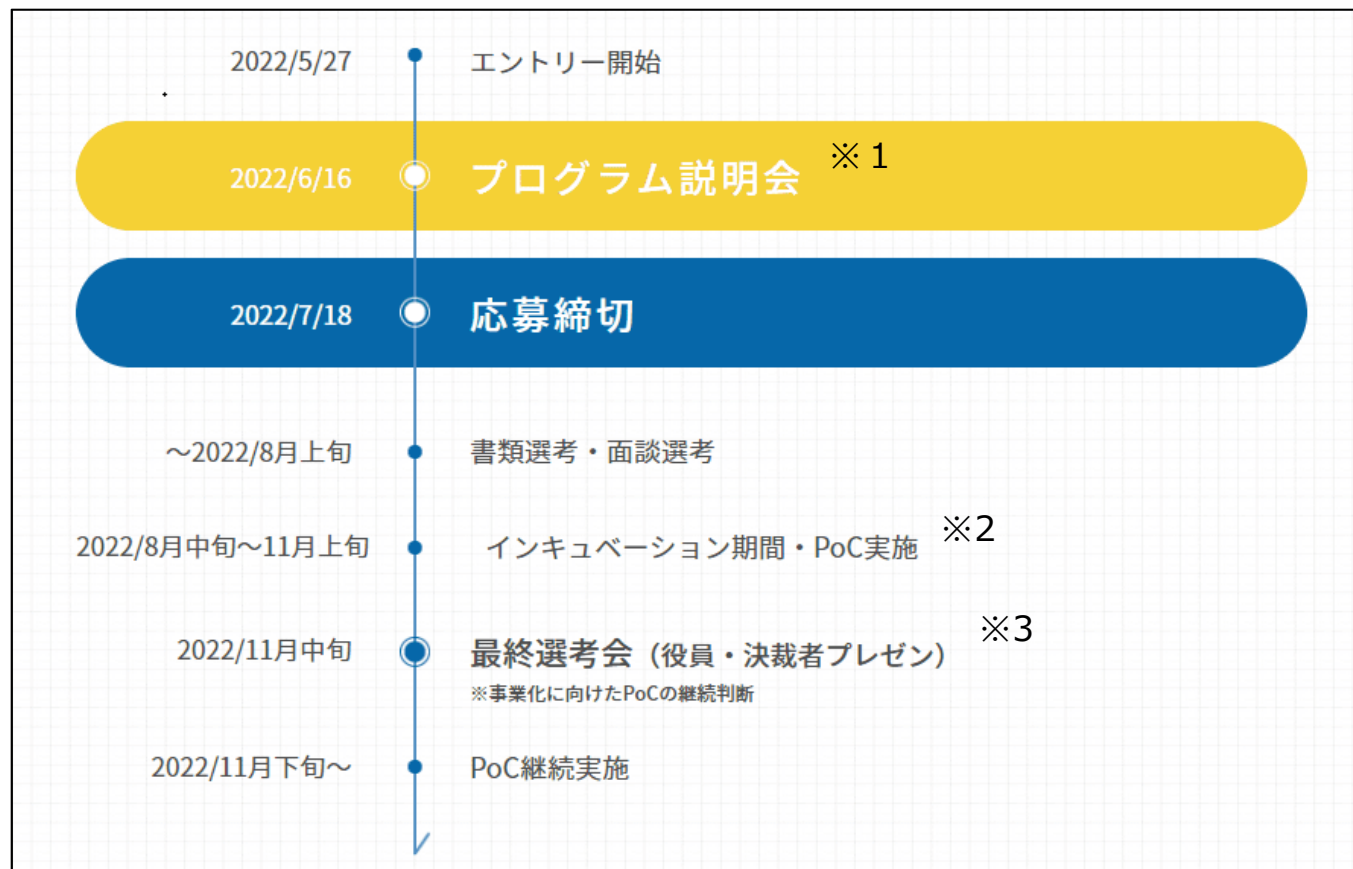 2022/5/27 エントリー開始
2022/6/16 プログラム説明会 ※１
2022/7/18 応募締切
～2022/8月上旬 書類選考・面談選考
2022/8月中旬～11月上旬 インキュベーション期間・PoC実施 ※2
2022/11月中旬 最終選考会（役員・決裁者プレゼン） ※3
※事業化に向けたPoCの継続判断
2022/11月下旬～ PoC継続実施